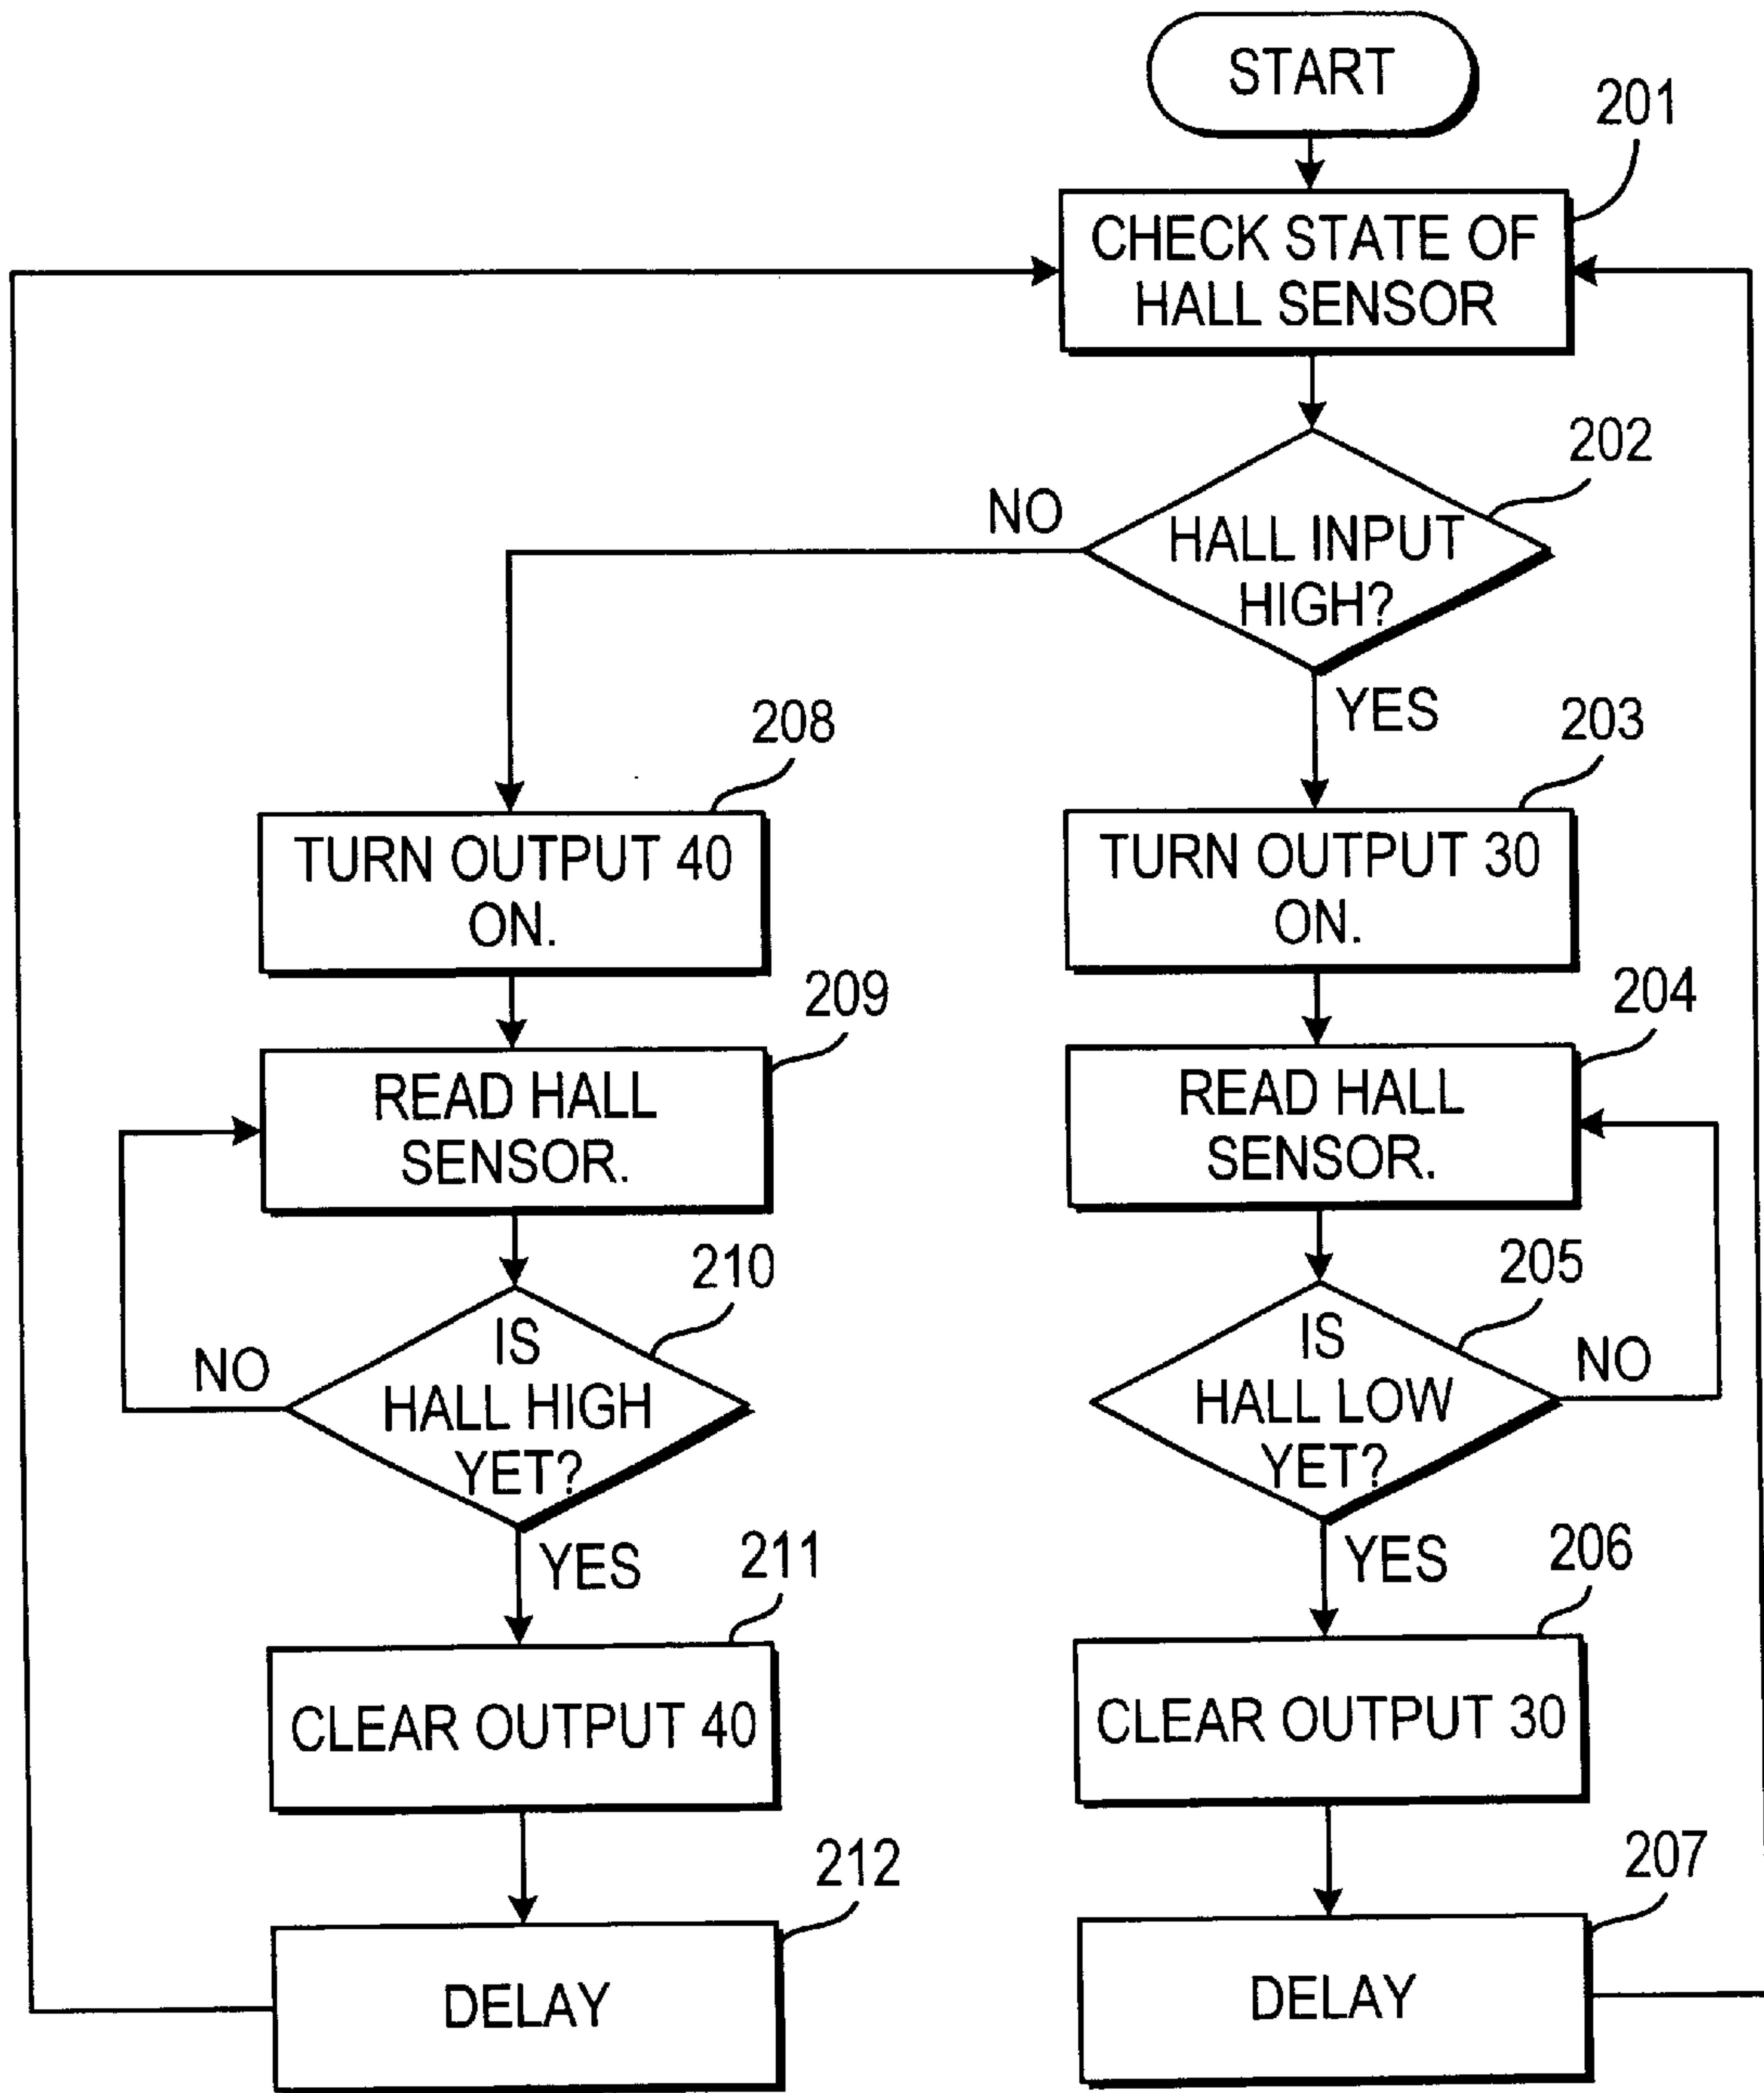 START
201
CHECK STATE OF
HALL SENSOR
202
NO
HALL INPUT
HIGH?
YES
208
203
TURN OUTPUT 40
ON.
TURN OUTPUT 30
ON.
209
204
READ HALL
SENSOR.
READ HALL
SENSOR.
210
205
IS
HALL HIGH
YET?
NO
IS
HALL LOW
YET?
NO
YES
YES
211
206
CLEAR OUTPUT 40
CLEAR OUTPUT 30
212
207
DELAY
DELAY